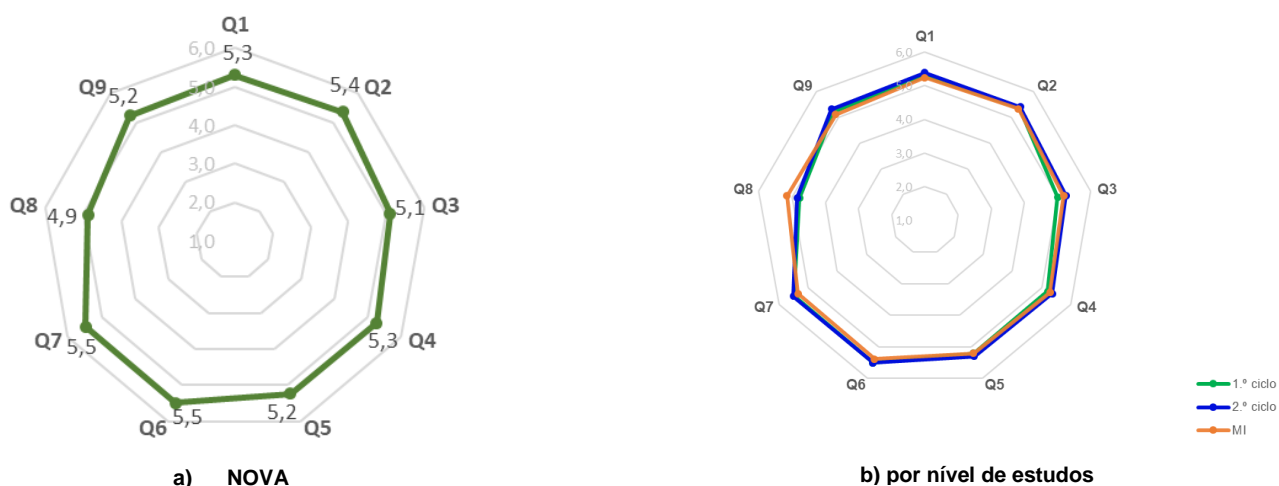 Q1
6,0
5,3
Q9
5,2
5,0
5,4
Q2
4,0
3,0
2,0
1,0
Q8
4,9
Q3
5,1
Q7
5,5
Q4
5,3
Q6
5,5
Q5
5,2
a) NOVA
Q1
6,0
Q9
Q2
5,0
4,0
3,0
2,0
1,0
Q8
Q3
Q7
Q4
Q6
Q5
1.º ciclo
2.º ciclo
MI
b) por nível de estudos